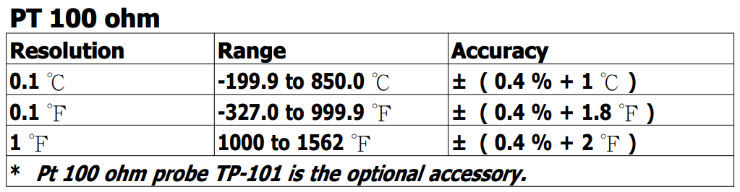 PT 100 ohm
Resolution Range Accuracy
0.1 ℃ -199.9 to 850.0 ℃ ± ( 0.4 % + 1 ℃ )
0.1 ℉ -327.0 to 999.9 ℉ ± ( 0.4 % + 1.8 ℉ )
1 ℉ 1000 to 1562 ℉ ± ( 0.4 % + 2 ℉ )
* Pt 100 ohm probe TP-101 is the optional accessory.